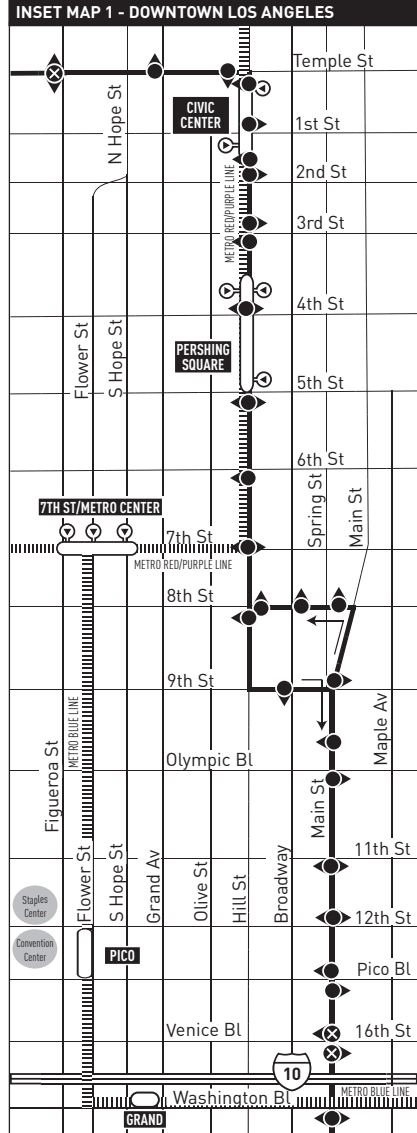 INSET MAP 1 - DOWNTOWN LOS ANGELES
Temple St
N Hope St
CIVIC
CENTER
1st St
2nd St
METRO RED/PURPLE LINE
3rd St
4th St
Flower St
S Hope St
PERSHING
SQUARE
5th St
6th St
Spring St
Main St
7TH ST/METRO CENTER
7th St
METRO RED/PURPLE LINE
8th St
9th St
METRO BLUE LINE
Figueroa St
Olympic Bl
Maple Av
Main St
11th St
Flower St
S Hope St
Grand Av
Olive St
Hill St
Broadway
Staples
Center
12th St
Convention
Center
PICO
Pico Bl
Venice Bl
16th St
10
Washington Bl
METRO BLUE LINE
GRAND